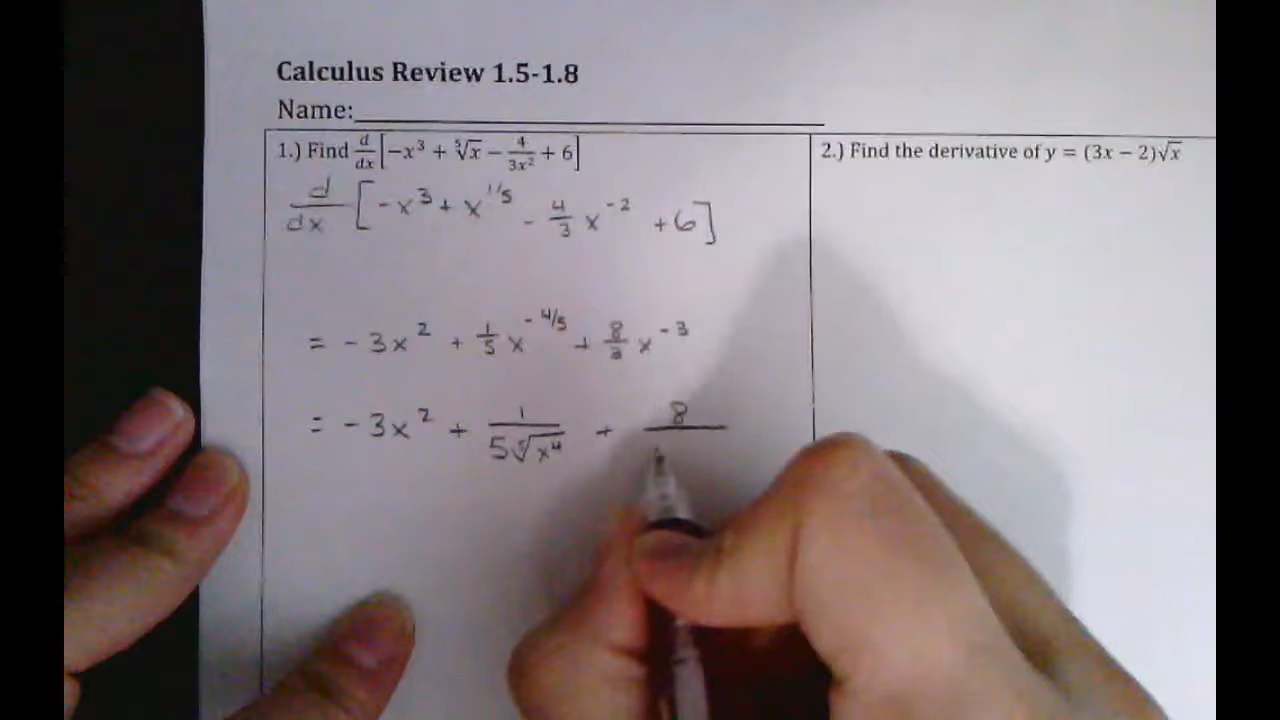 Calculus Review 1.5-1.8
Name:
1.) Find d/dx [−x³ + ⁵√x − 4/(3x²) + 6]
d/dx [-x³ + x^(1/5) - 4/3 x^(-2) + 6]
= -3x² + 1/5 x^(-4/5) + 8/3 x^(-3)
= -3x² + 1/(5 ⁵√(x⁴)) + 8/
2.) Find the derivative of y = (3x − 2)√x